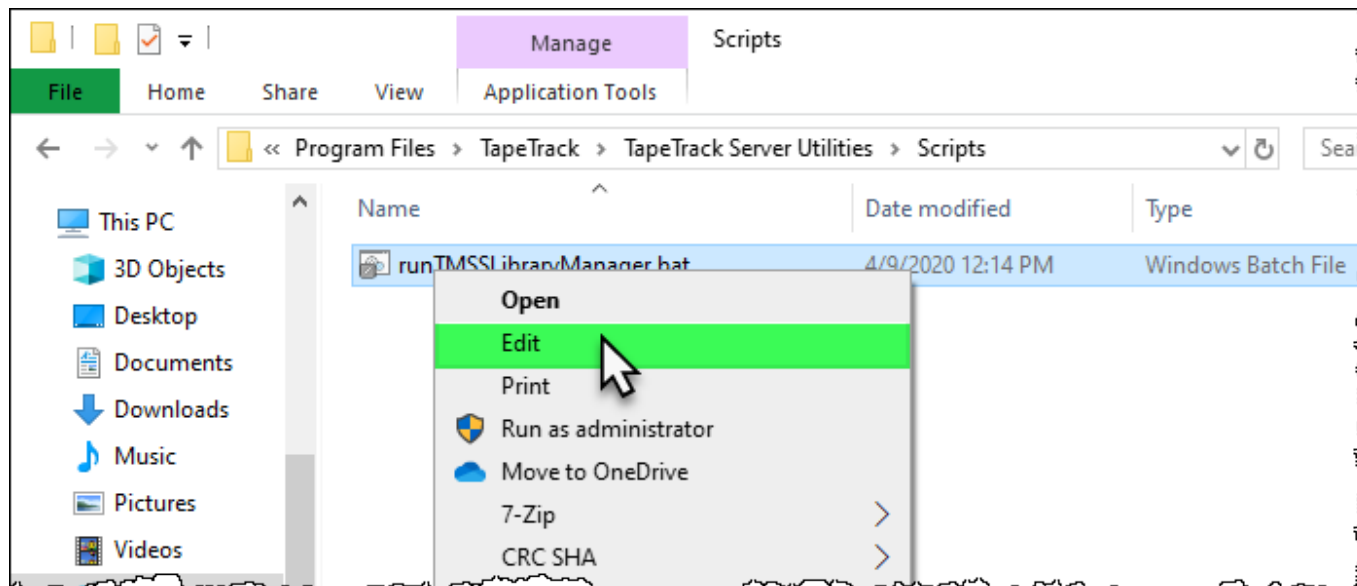 Manage Scripts
File Home Share View Application Tools
« Program Files > TapeTrack > TapeTrack Server Utilities > Scripts Sea
Name Date modified Type
This PC
runTMSSLibraryManager.bat 4/9/2020 12:14 PM Windows Batch File
3D Objects
Open
Desktop
Edit
Documents
Print
Downloads
Run as administrator
Music
Move to OneDrive
Pictures
7-Zip
Videos
CRC SHA